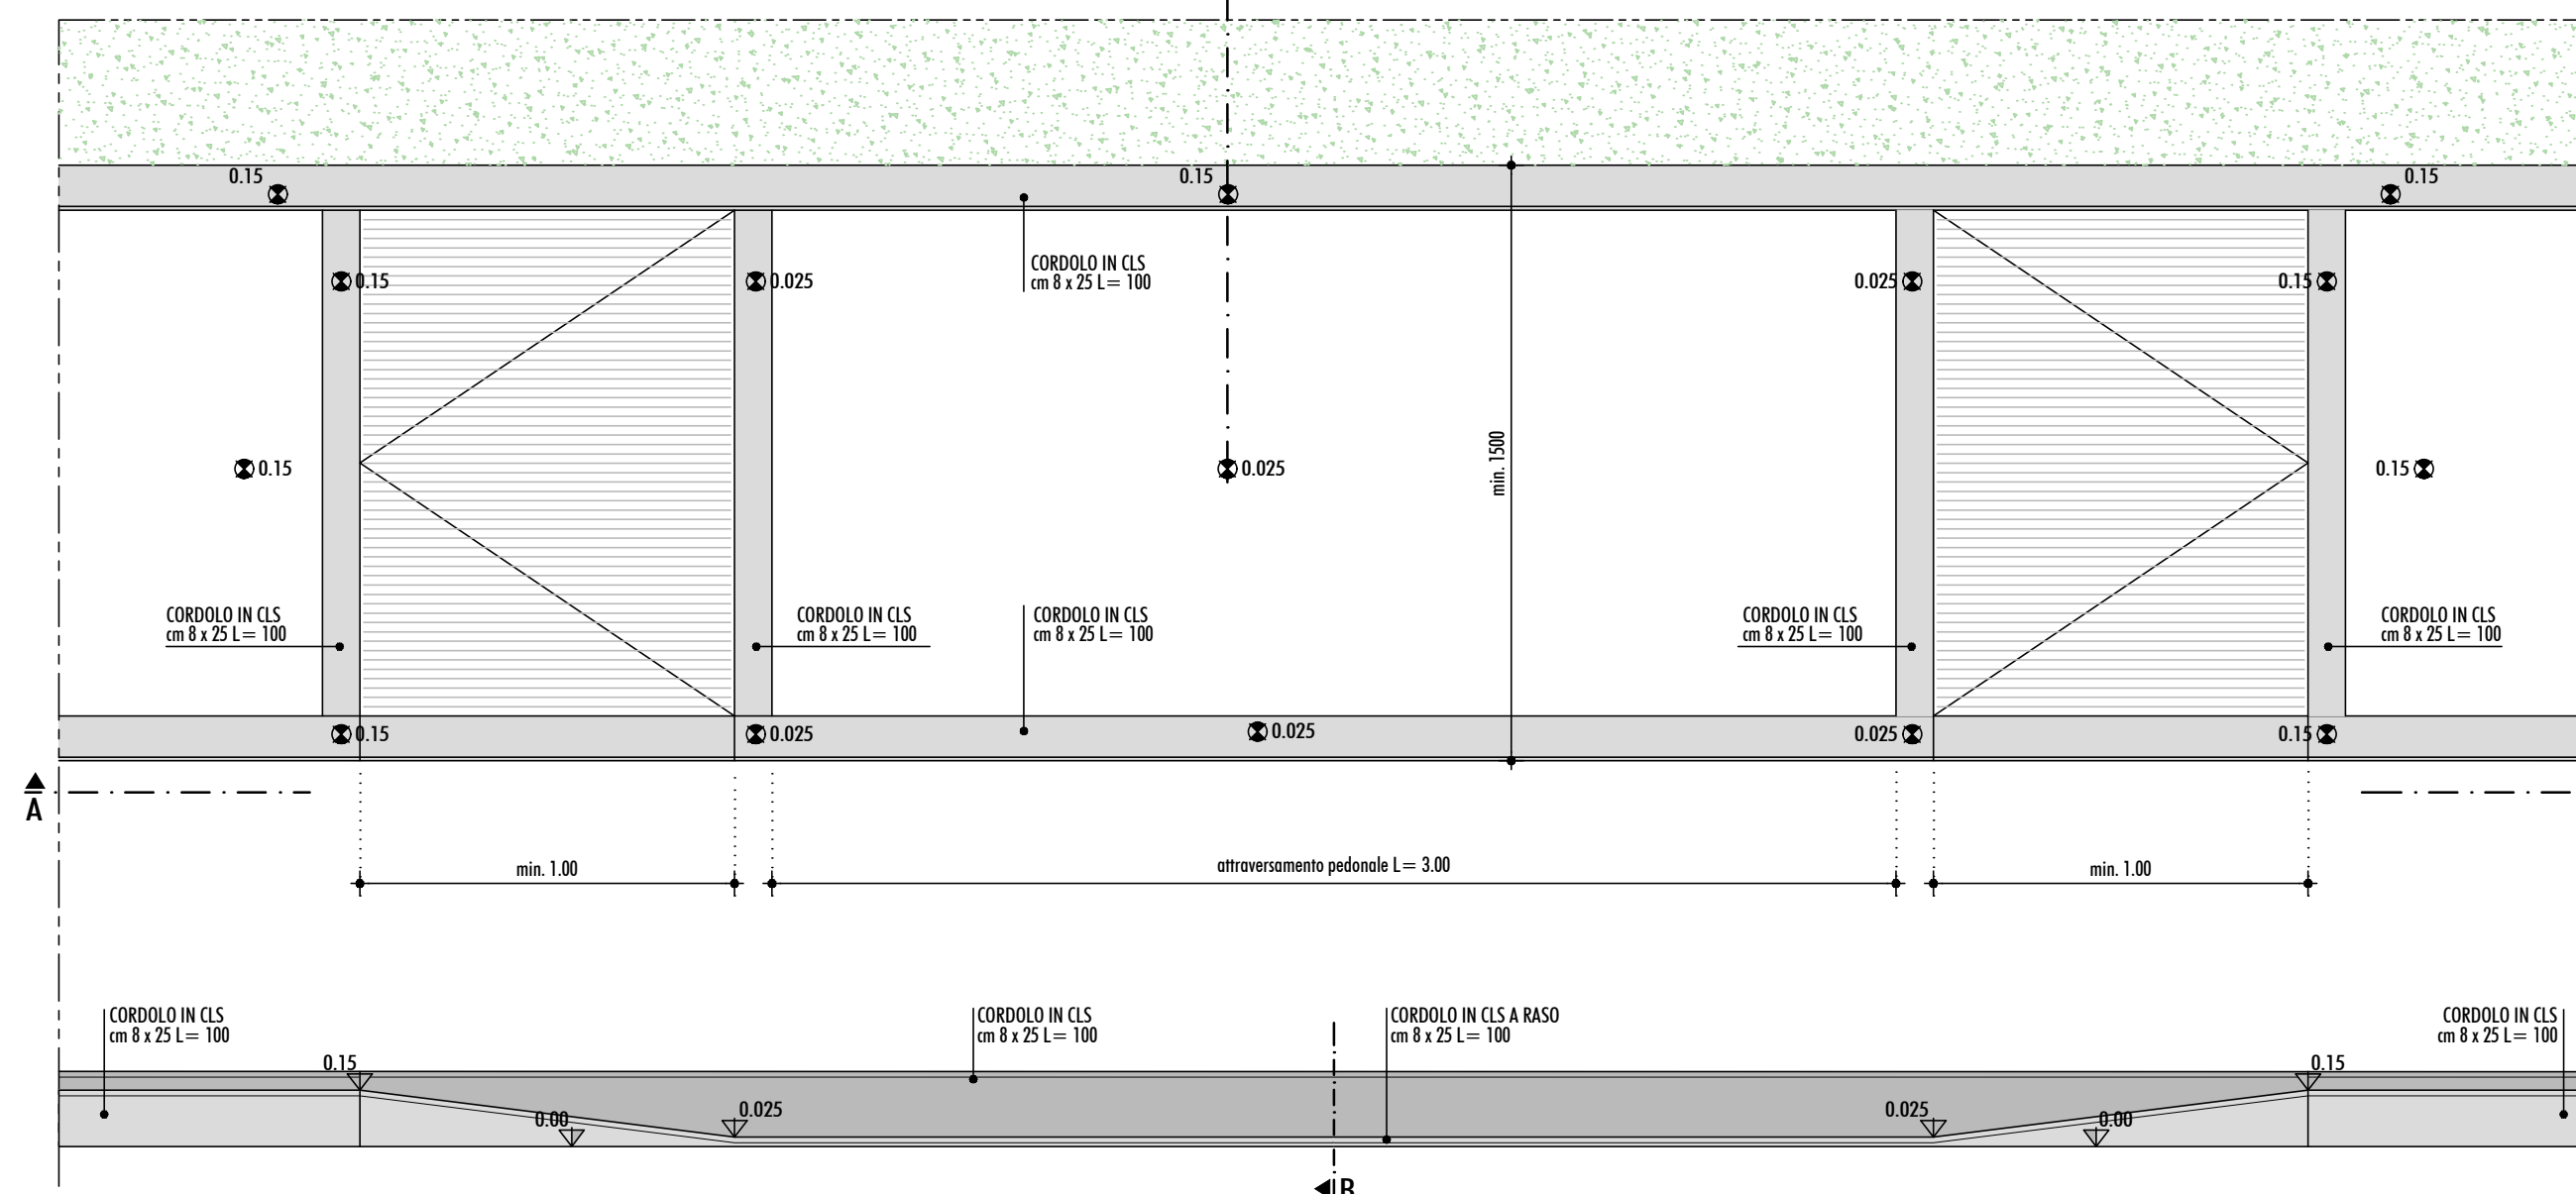 0.15
0.15
0.15
CORDOLO IN CLS
cm 8 x 25 L= 100
0.15
0.025
0.025
0.15
min. 1500
0.15
0.025
0.15
CORDOLO IN CLS
cm 8 x 25 L= 100
CORDOLO IN CLS
cm 8 x 25 L= 100
CORDOLO IN CLS
cm 8 x 25 L= 100
CORDOLO IN CLS
cm 8 x 25 L= 100
CORDOLO IN CLS
cm 8 x 25 L= 100
0.15
0.025
0.025
0.025
0.15
A
min. 1.00
attraversamento pedonale L= 3.00
min. 1.00
CORDOLO IN CLS
cm 8 x 25 L= 100
CORDOLO IN CLS
cm 8 x 25 L= 100
CORDOLO IN CLS A RASO
cm 8 x 25 L= 100
CORDOLO IN CLS
cm 8 x 25 L= 100
0.15
0.00
0.025
0.025
0.00
0.15
B